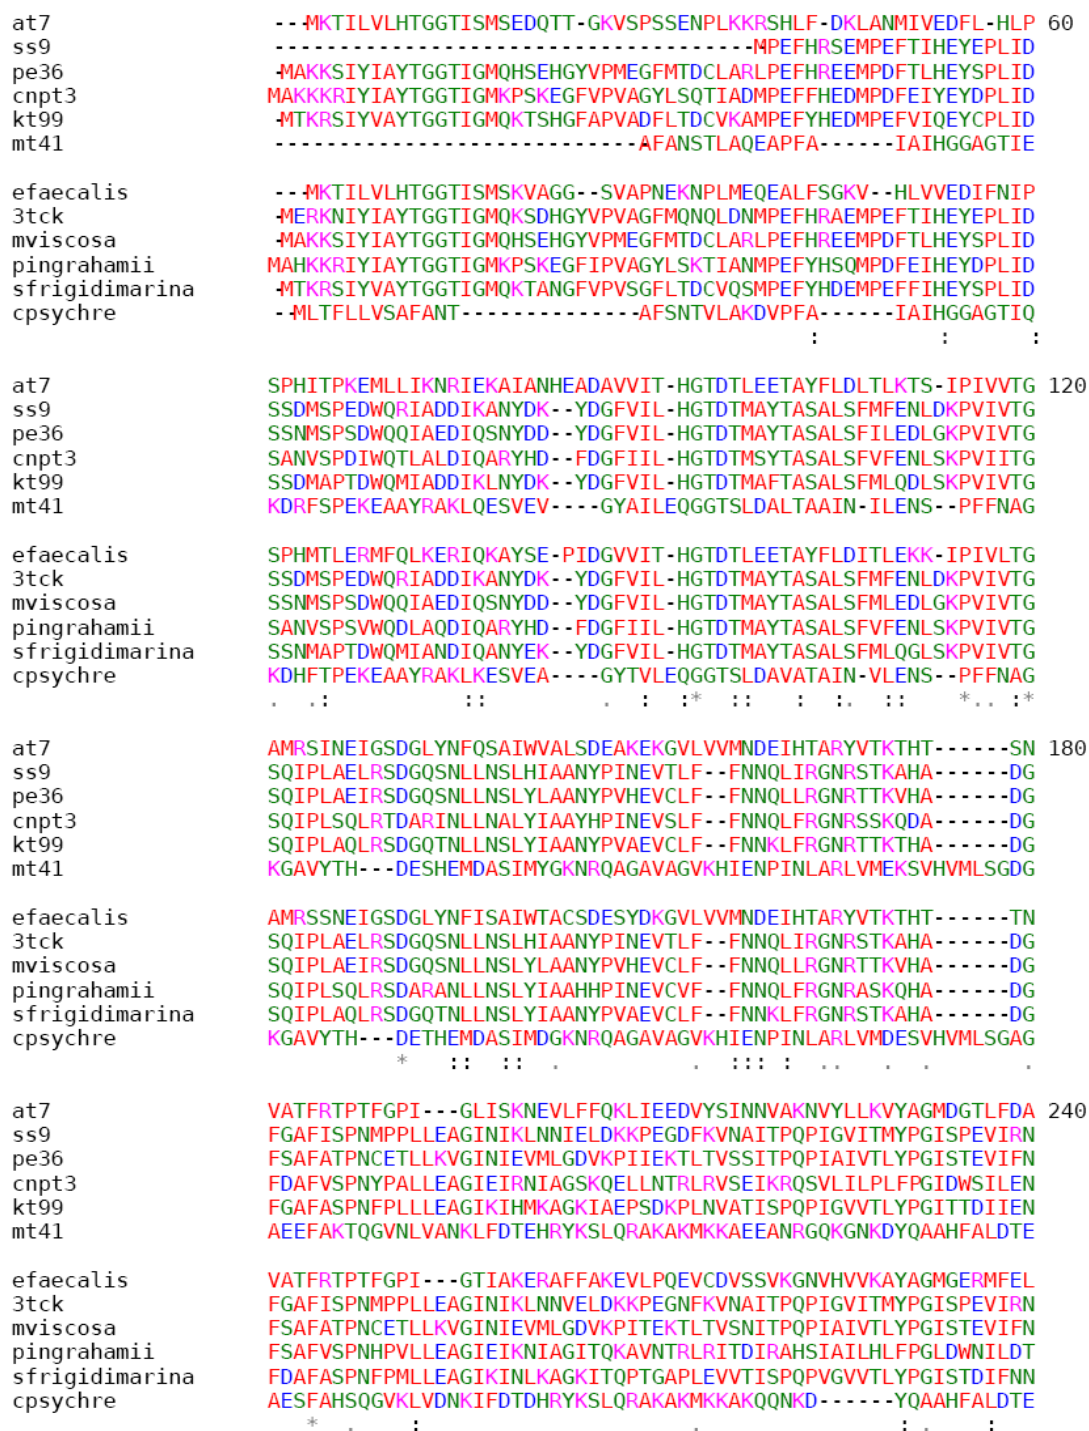 at7 ---MKTILVLHTGGTISMSEDQTT-GKVSPSSENPLKKRSHLF-DKLANMIVEDFL-HLP 60
ss9 ------------------------------------MPEFHRSEMPEFTIHEYEPLID
pe36 -MAKKSIYIAYTGGTIGMQHSEHGYVPMEGFMTDCLARLPEFHREEMPDFTLHEYSPLID
cnpt3 MAKKKRIYIAYTGGTIGMKPSKEGFVPVAGYLSQTIADMPEFFHEDMPDFEIYEYDPLID
kt99 -MTKRSIYVAYTGGTIGMQKTSHGFAPVADFLTDCVKAMPEFYHEDMPEFVIQEYCPLID
mt41 ----------------------------AFANSTLAQEAPFA------IAIHGGAGTIE
efaecalis ---MKTILVLHTGGTISMSKVAGG--SVAPNEKNPLMEQEALFSGKV--HLVVEDIFNIP
3tck -MERKNIYIAYTGGTIGMQKSDHGYVPVAGFMQNQLDNMPEFHRAEMPEFTIHEYEPLID
mviscosa -MAKKSIYIAYTGGTIGMQHSEHGYVPMEGFMTDCLARLPEFHREEMPDFTLHEYSPLID
pingrahamii MAHKKRIYIAYTGGTIGMKPSKEGFIPVAGYLSKTIANMPEFYHSQMPDFEIHEYDPLID
sfrigidimarina -MTKRSIYVAYTGGTIGMQKTANGFVPVSGFLTDCVQSMPEFYHDEMPEFFIHEYSPLID
cpsychre --MLTFLLVSAFANT--------------AFSNTVLAKDVPFA------IAIHGGAGTIQ
: : :
at7 SPHITPKEMLLIKNRIEKAIANHEADAVVIT-HGTDTLEETAYFLDLTLKTS-IPIVVTG 120
ss9 SSDMSPEDWQRIADDIKANYDK--YDGFVIL-HGTDTMAYTASALSFMFENLDKPVIVTG
pe36 SSNMSPSDWQQIAEDIQSNYDD--YDGFVIL-HGTDTMAYTASALSFILEDLGKPVIVTG
cnpt3 SANVSPDIWQTLALDIQARYHD--FDGFIIL-HGTDTMSYTASALSFVFENLSKPVIITG
kt99 SSDMAPTDWQMIADDIKLNYDK--YDGFVIL-HGTDTMAFTASALSFMLQDLSKPVIVTG
mt41 KDRFSPEKEAAYRAKLQESVEV----GYAILEQGGTSLDALTAAIN-ILENS--PFFNAG
efaecalis SPHMTLERMFQLKERIQKAYSE-PIDGVVIT-HGTDTLEETAYFLDITLEKK-IPIVLTG
3tck SSDMSPEDWQRIADDIKANYDK--YDGFVIL-HGTDTMAYTASALSFMFENLDKPVIVTG
mviscosa SSNMSPSDWQQIAEDIQSNYDD--YDGFVIL-HGTDTMAYTASALSFMLEDLGKPVIVTG
pingrahamii SANVSPSVWQDLAQDIQARYHD--FDGFIIL-HGTDTMAYTASALSFVFENLSKPVIVTG
sfrigidimarina SSNMAPTDWQMIANDIQANYEK--YDGFVIL-HGTDTMAYTASALSFMLQGLSKPVIVTG
cpsychre KDHFTPEKEAAYRAKLKESVEA----GYTVLEQGGTSLDAVATAIN-VLENS--PFFNAG
. .: :: . : :* :: : :. :: *.. :*
at7 AMRSINEIGSDGLYNFQSAIWVALSDEAKEKGVLVVMNDEIHTARYVTKTHT------SN 180
ss9 SQIPLAELRSDGQSNLLNSLHIAANYPINEVTLF--FNNQLIRGNRSTKAHA------DG
pe36 SQIPLAEIRSDGQSNLLNSLYLAANYPVHEVCLF--FNNQLLRGNRTTKVHA------DG
cnpt3 SQIPLSQLRTDARINLLNALYIAAYHPINEVSLF--FNNQLFRGNRSSKQDA------DG
kt99 SQIPLAQLRSDGQTNLLNSLYIAANYPVAEVCLF--FNNKLFRGNRTTKTHA------DG
mt41 KGAVYTH---DESHEMDASIMYGKNRQAGAVAGVKHIENPINLARLVMEKSVHVMLSGDG
efaecalis AMRSSNEIGSDGLYNFISAIWTACSDESYDKGVLVVMNDEIHTARYVTKTHT------TN
3tck SQIPLAELRSDGQSNLLNSLHIAANYPINEVTLF--FNNQLIRGNRSTKAHA------DG
mviscosa SQIPLAEIRSDGQSNLLNSLYLAANYPVHEVCLF--FNNQLLRGNRTTKVHA------DG
pingrahamii SQIPLSQLRSDARANLLNSLYIAAHHPINEVCVF--FNNQLFRGNRASKQHA------DG
sfrigidimarina SQIPLAQLRSDGQTNLLNSLYIAANYPVAEVCLF--FNNKLFRGNRSTKAHA------DG
cpsychre KGAVYTH---DETHEMDASIMDGKNRQAGAVAGVKHIENPINLARLVMDESVHVMLSGAG
* :: :: . . ::: : .. . . .
at7 VATFRTPTFGPI---GLISKNEVLFFQKLIEEDVYSINNVAKNVYLLKVYAGMDGTLFDA 240
ss9 FGAFISPNMPPLLEAGINIKLNNIELDKKPEGDFKVNAITPQPIGVITMYPGISPEVIRN
pe36 FSAFATPNCETLLKVGINIEVMLGDVKPIIEKTLTVSSITPQPIAIVTLYPGISTEVIFN
cnpt3 FDAFVSPNYPALLEAGIEIRNIAGSKQELLNTRLRVSEIKRQSVLILPLFPGIDWSILEN
kt99 FGAFASPNFPLLLEAGIKIHMKAGKIAEPSDKPLNVATISPQPIGVVTLYPGITTDIIEN
mt41 AEEFAKTQGVNLVANKLFDTEHRYKSLQRAKAKMKKAEEANRGQKGNKDYQAAHFALDTE
efaecalis VATFRTPTFGPI---GTIAKERAFFFAKEVLPQEVCDVSSVKGNVHVVKAYAGMGERMFEL
3tck FGAFISPNMPPLLEAGINIKLNNVELDKKPEGNFKVNAITPQPIGVITMYPGISPEVIRN
mviscosa FSAFATPNCETLLKVGINIEVMLGDVKPITEKTLTVSNITPQPIAIVTLYPGISTEVIFN
pingrahamii FSAFVSPNHPVLLEAGIEIKNIAGITQKAVNTRLRITDIRAHSIAILHLFPGLDWNILDT
sfrigidimarina FDAFASPNFPMLLEAGIKINLKAGKITQPTGAPLEVVTISPQPVGVVTLYPGISTDIFNN
cpsychre AESFAHSQGVKLVDNKIFDTDHRYKSLQRAKAKMKKAKQQNKD------YQAAHFALDTE
* . : . : . :